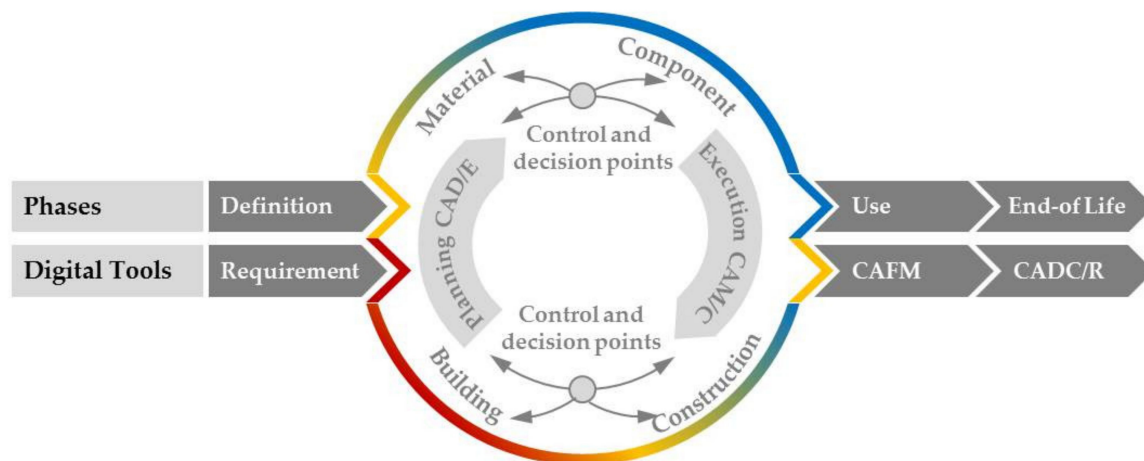 Material
Component
Control and
decision points
Planning CAD/E
Execution CAM/C
Phases
Definition
Use
End-of Life
Digital Tools
Requirement
CAFM
CADC/R
Control and
decision points
Building
Construction